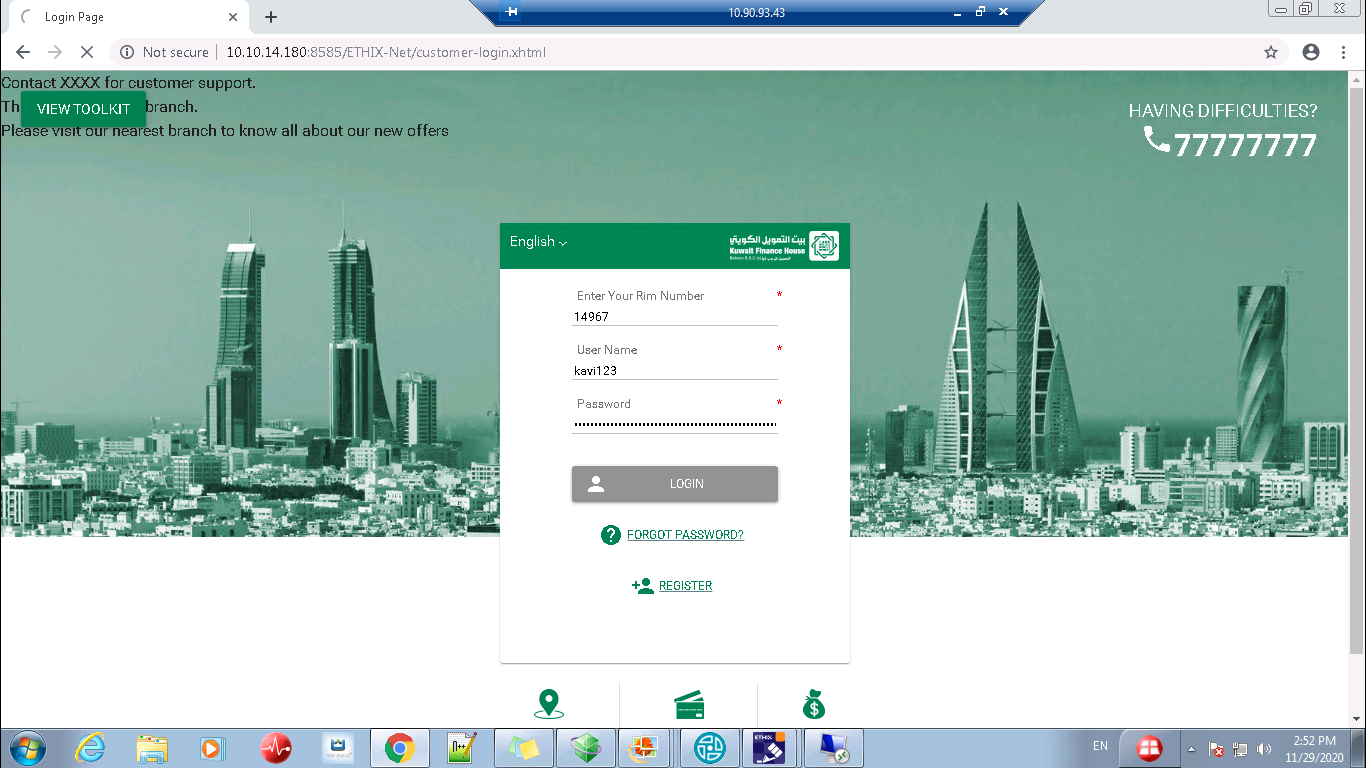 Login Page
10.90.93.43
Not secure
10.10.14.180:8585/ETHIX-Net/customer-login.xhtml
Contact XXXX for customer support.
Th
VIEW TOOLKIT
branch.
Please visit our nearest branch to know all about our new offers
HAVING DIFFICULTIES?
77777777
English
بيت التمويل الكويتي
Kuwait Finance House
Enter Your Rim Number *
14967
User Name *
kavi123
Password *
LOGIN
FORGOT PASSWORD?
REGISTER
EN
ETHIX
2:52 PM
11/29/2020